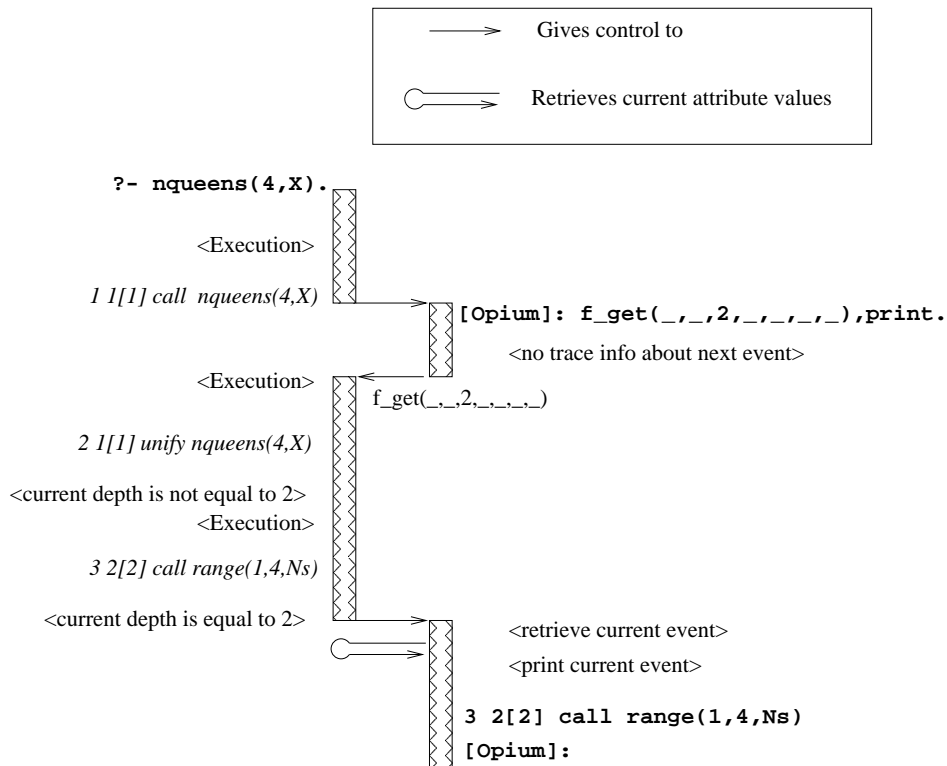 Gives control to
Retrieves current attribute values
?- nqueens(4,X).
<Execution>
1 1[1] call nqueens(4,X)
[Opium]: f_get(_,_,2,_,_,_,_,_),print.
<no trace info about next event>
<Execution>
f_get(_,_,2,_,_,_,_,_)
2 1[1] unify nqueens(4,X)
<current depth is not equal to 2>
<Execution>
3 2[2] call range(1,4,Ns)
<current depth is equal to 2>
<retrieve current event>
<print current event>
3 2[2] call range(1,4,Ns)
[Opium]: